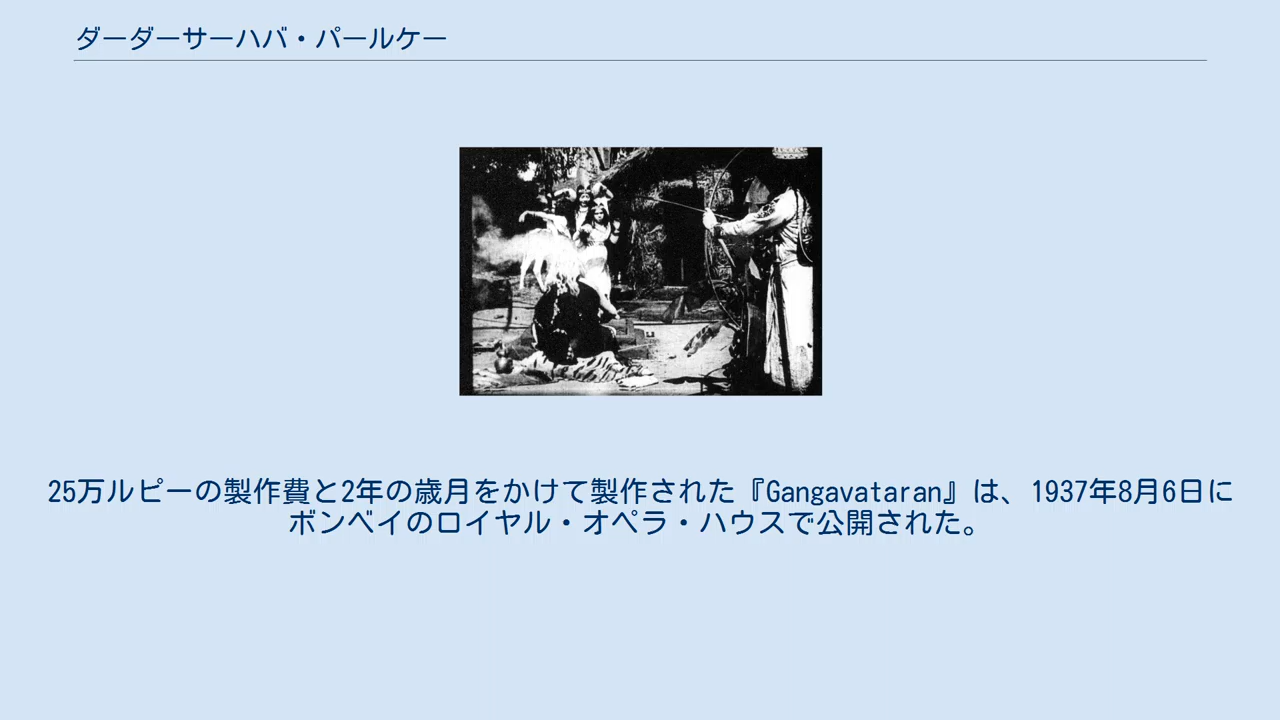 ダーダーサーハバ・パールケー
25万ルピーの製作費と2年の歳月をかけて製作された『Gangavataran』は、1937年8月6日に
ボンベイのロイヤル・オペラ・ハウスで公開された。